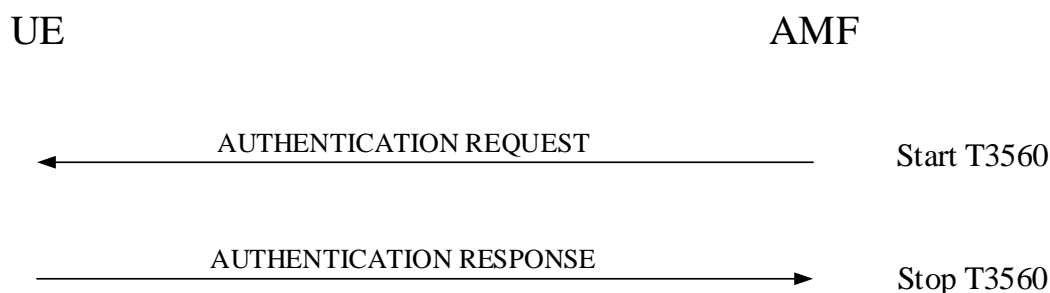 UE AMF
AUTHENTICATION REQUEST Start T3560
AUTHENTICATION RESPONSE Stop T3560